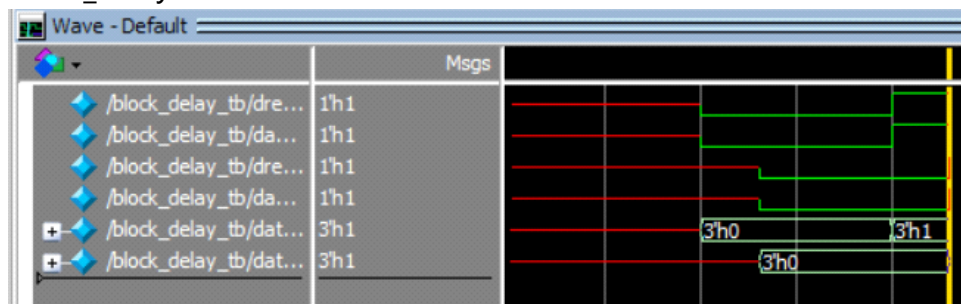 Wave - Default
Msgs
/block_delay_tb/dre... 1'h1
/block_delay_tb/da... 1'h1
/block_delay_tb/dre... 1'h1
/block_delay_tb/da... 1'h1
/block_delay_tb/dat... 3'h1 3'h0 3'h1
/block_delay_tb/dat... 3'h1 3'h0